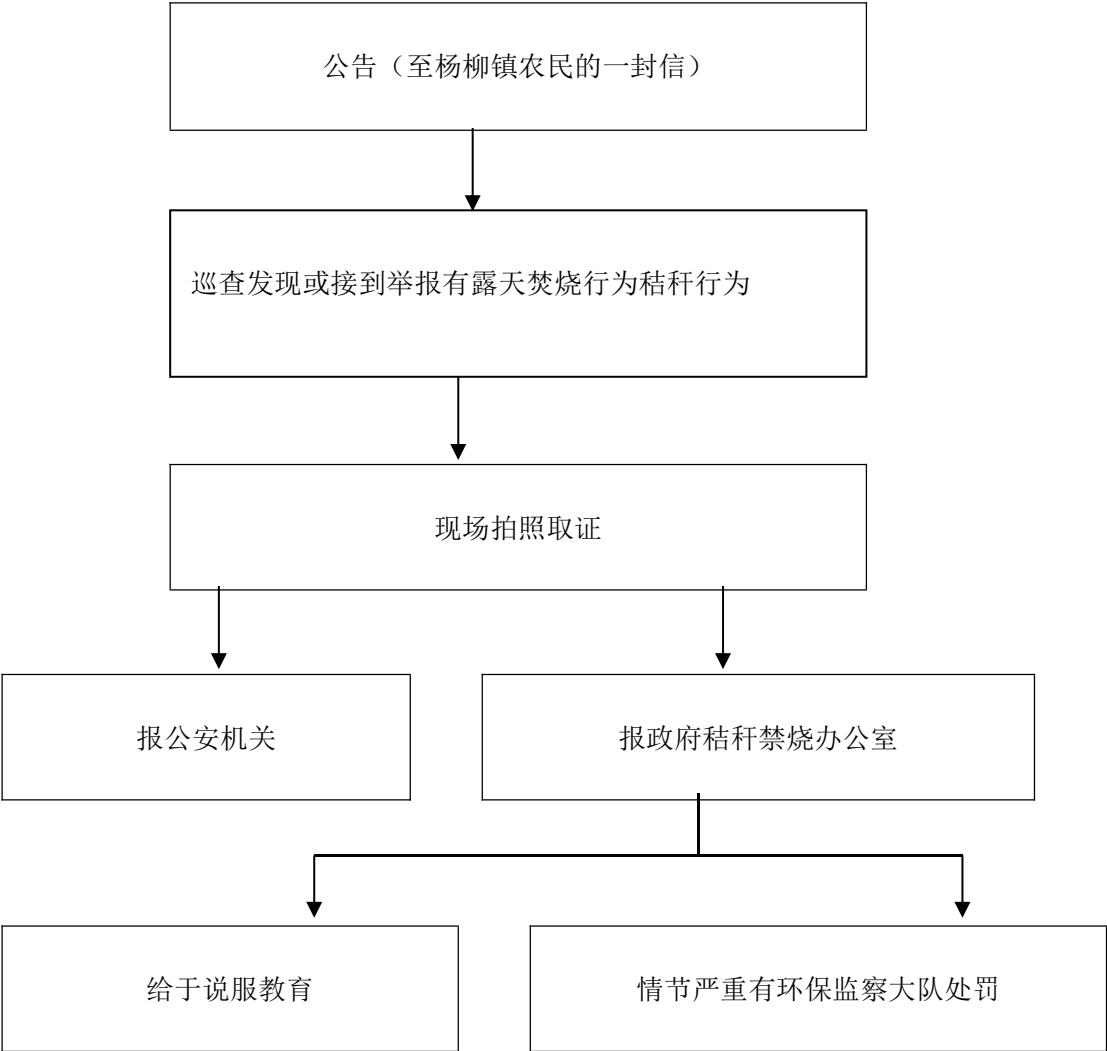 公告（至杨柳镇农民的一封信）
巡查发现或接到举报有露天焚烧行为秸秆行为
现场拍照取证
报公安机关
报政府秸秆禁烧办公室
给于说服教育
情节严重有环保监察大队处罚